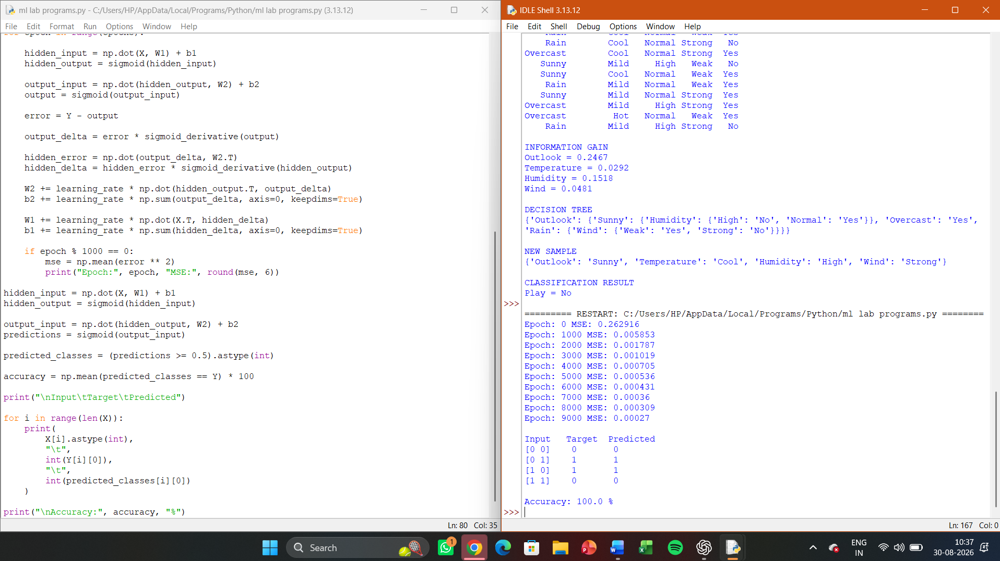 ml lab programs.py - C:/Users/HP/AppData/Local/Programs/Python/ml lab programs.py (3.13.12)
File Edit Format Run Options Window Help
for epoch in range(epochs):
hidden_input = np.dot(X, W1) + b1
hidden_output = sigmoid(hidden_input)
output_input = np.dot(hidden_output, W2) + b2
output = sigmoid(output_input)
error = Y - output
output_delta = error * sigmoid_derivative(output)
hidden_error = np.dot(output_delta, W2.T)
hidden_delta = hidden_error * sigmoid_derivative(hidden_output)
W2 += learning_rate * np.dot(hidden_output.T, output_delta)
b2 += learning_rate * np.sum(output_delta, axis=0, keepdims=True)
W1 += learning_rate * np.dot(X.T, hidden_delta)
b1 += learning_rate * np.sum(hidden_delta, axis=0, keepdims=True)
if epoch % 1000 == 0:
mse = np.mean(error ** 2)
print("Epoch:", epoch, "MSE:", round(mse, 6))
hidden_input = np.dot(X, W1) + b1
hidden_output = sigmoid(hidden_input)
output_input = np.dot(hidden_output, W2) + b2
predictions = sigmoid(output_input)
predicted_classes = (predictions >= 0.5).astype(int)
accuracy = np.mean(predicted_classes == Y) * 100
print("\nInput\tTarget\tPredicted")
for i in range(len(X)):
print(
X[i].astype(int),
"\t",
int(Y[i][0]),
"\t",
int(predicted_classes[i][0])
)
print("\nAccuracy:", accuracy, "%")
Ln: 80 Col: 35
IDLE Shell 3.13.12
File Edit Shell Debug Options Window Help
Rain Cool Normal Weak Yes
Rain Cool Normal Strong No
Overcast Cool Normal Strong Yes
Sunny Mild High Weak No
Sunny Cool Normal Weak Yes
Rain Mild Normal Weak Yes
Sunny Mild Normal Strong Yes
Overcast Mild High Strong Yes
Overcast Hot Normal Weak Yes
Rain Mild High Strong No
INFORMATION GAIN
Outlook = 0.2467
Temperature = 0.0292
Humidity = 0.1518
Wind = 0.0481
DECISION TREE
{'Outlook': {'Sunny': {'Humidity': {'High': 'No', 'Normal': 'Yes'}}, 'Overcast': 'Yes',
'Rain': {'Wind': {'Weak': 'Yes', 'Strong': 'No'}}}}
NEW SAMPLE
{'Outlook': 'Sunny', 'Temperature': 'Cool', 'Humidity': 'High', 'Wind': 'Strong'}
CLASSIFICATION RESULT
Play = No
>>>
========= RESTART: C:/Users/HP/AppData/Local/Programs/Python/ml lab programs.py ========
Epoch: 0 MSE: 0.262916
Epoch: 1000 MSE: 0.005853
Epoch: 2000 MSE: 0.001787
Epoch: 3000 MSE: 0.001019
Epoch: 4000 MSE: 0.000705
Epoch: 5000 MSE: 0.000536
Epoch: 6000 MSE: 0.000431
Epoch: 7000 MSE: 0.00036
Epoch: 8000 MSE: 0.000309
Epoch: 9000 MSE: 0.00027
Input Target Predicted
[0 0] 0 0
[0 1] 1 1
[1 0] 1 1
[1 1] 0 0
Accuracy: 100.0 %
>>>
Ln: 167 Col: 0
Search
1
ENG
IN
10:37
30-08-2026